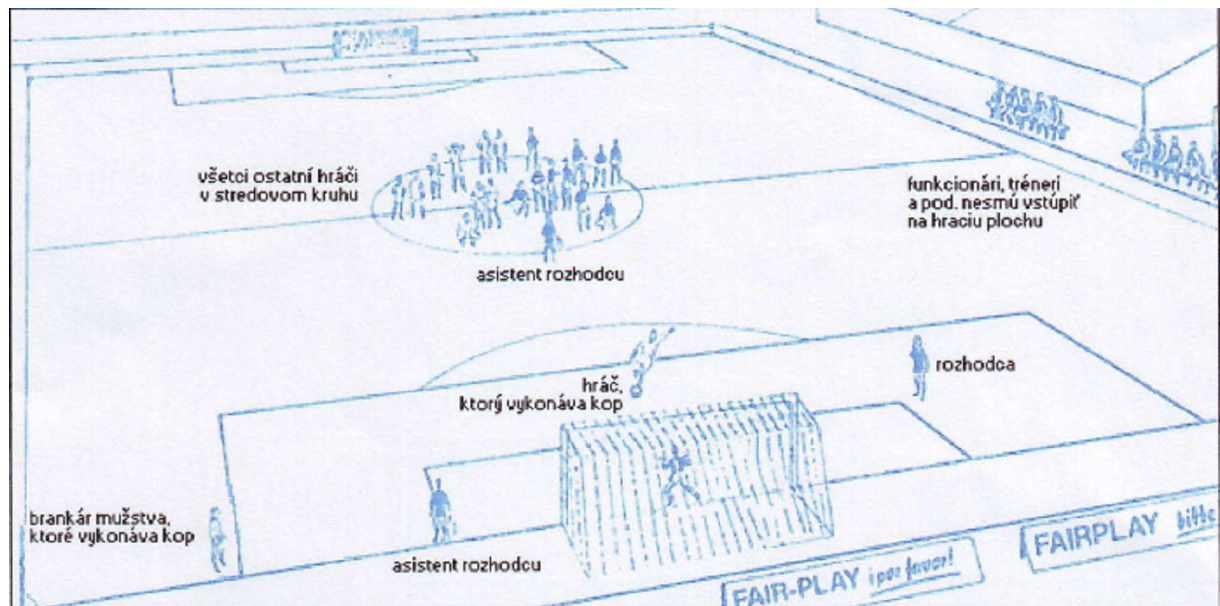 všetci ostatní hráči
v stredovom kruhu
funkcionári, tréneri
a pod. nesmú vstúpiť
na hraciu plochu
asistent rozhodcu
rozhodca
hráč,
ktorý vykonáva kop
brankár mužstva,
ktoré vykonáva kop
asistent rozhodcu
FAIR-PLAY ¡por favor!
FAIRPLAY bitte